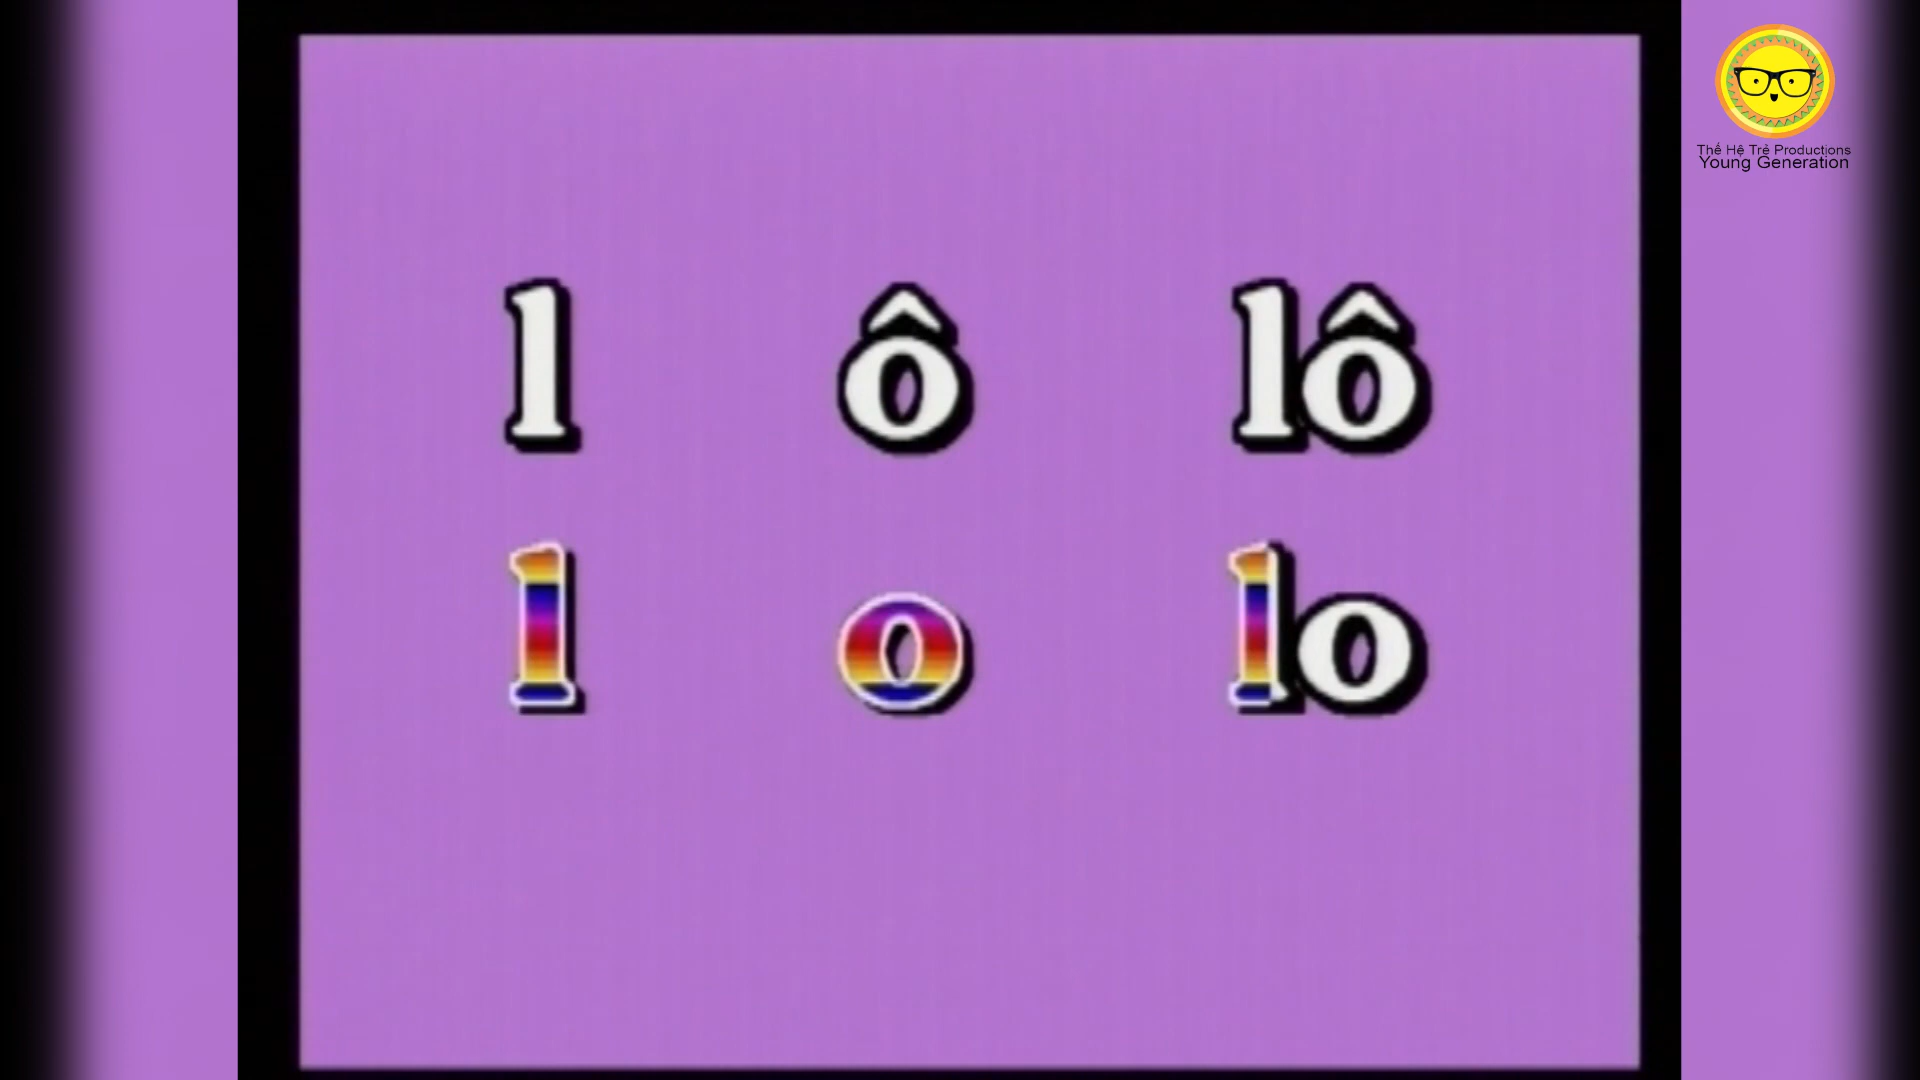 l ô lô
l o lo
Thế Hệ Trẻ Productions
Young Generation